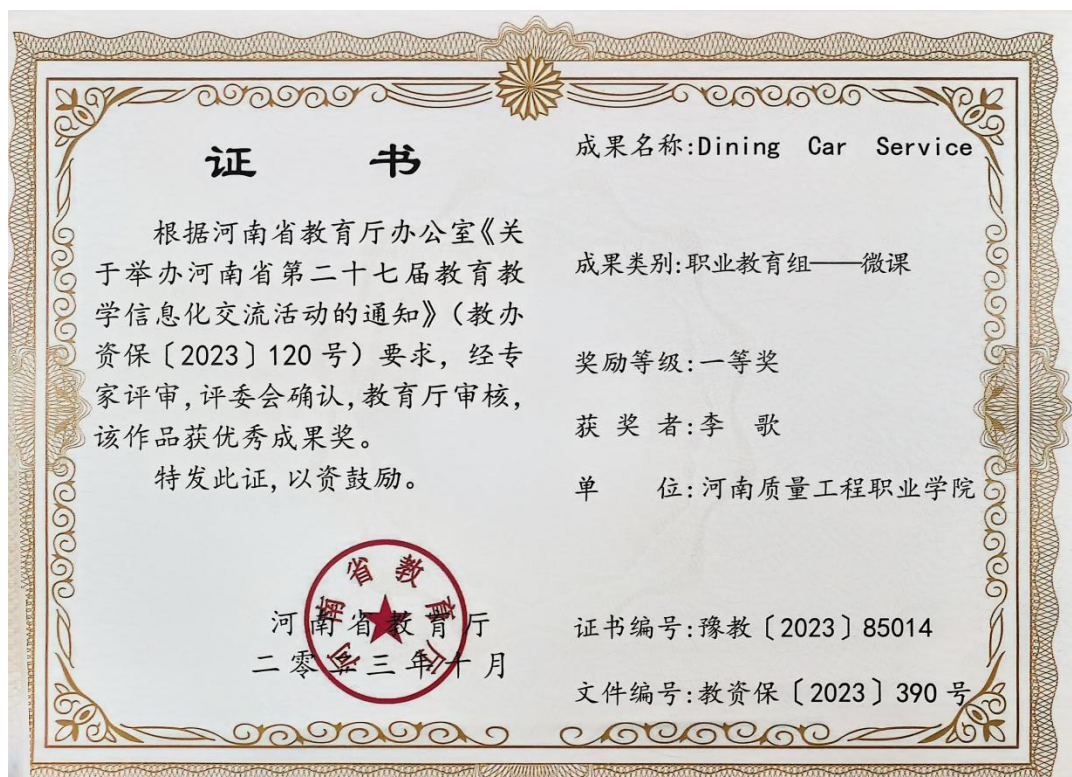 证 书
根据河南省教育厅办公室《关
于举办河南省第二十七届教育教
学信息化交流活动的通知》（教办
资保〔2023〕120号）要求，经专
家评审，评委会确认，教育厅审核，
该作品获优秀成果奖。
特发此证，以资鼓励。
河南省教育厅
二零二三年十月
河南省教育厅
成果名称:Dining Car Service
成果类别:职业教育组——微课
奖励等级:一等奖
获奖者:李 歌
单 位:河南质量工程职业学院
证书编号:豫教〔2023〕85014
文件编号:教资保〔2023〕390号